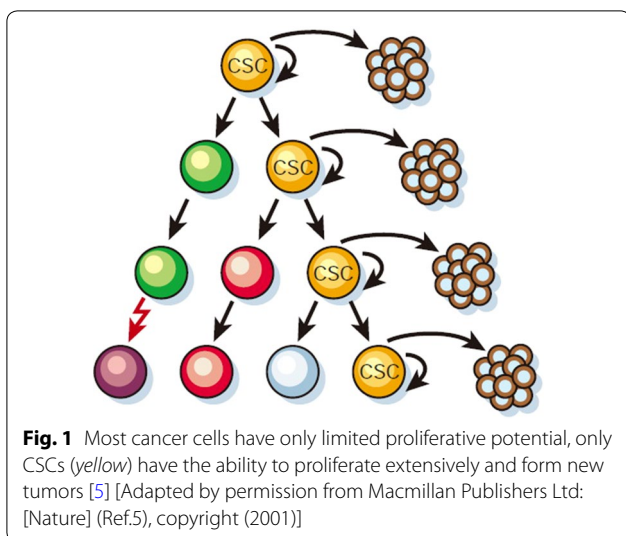 CSC
CSC
CSC
CSC
Fig. 1 Most cancer cells have only limited proliferative potential, only
CSCs (yellow) have the ability to proliferate extensively and form new
tumors [5] [Adapted by permission from Macmillan Publishers Ltd:
[Nature] (Ref.5), copyright (2001)]